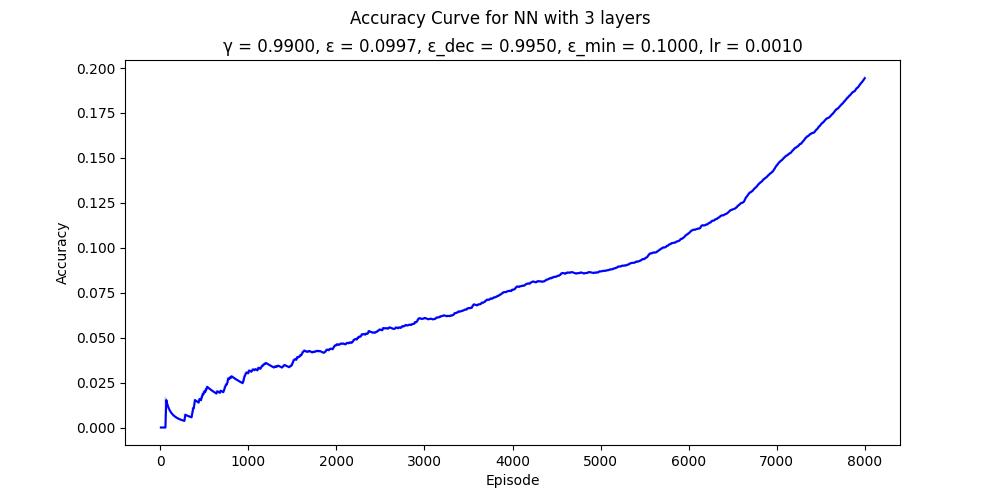 Accuracy Curve for NN with 3 layers
γ = 0.9900, ε = 0.0997, ε_dec = 0.9950, ε_min = 0.1000, lr = 0.0010
0.200
0.175
0.150
0.125
0.100
0.075
0.050
0.025
0.000
Accuracy
0 1000 2000 3000 4000 5000 6000 7000 8000
Episode